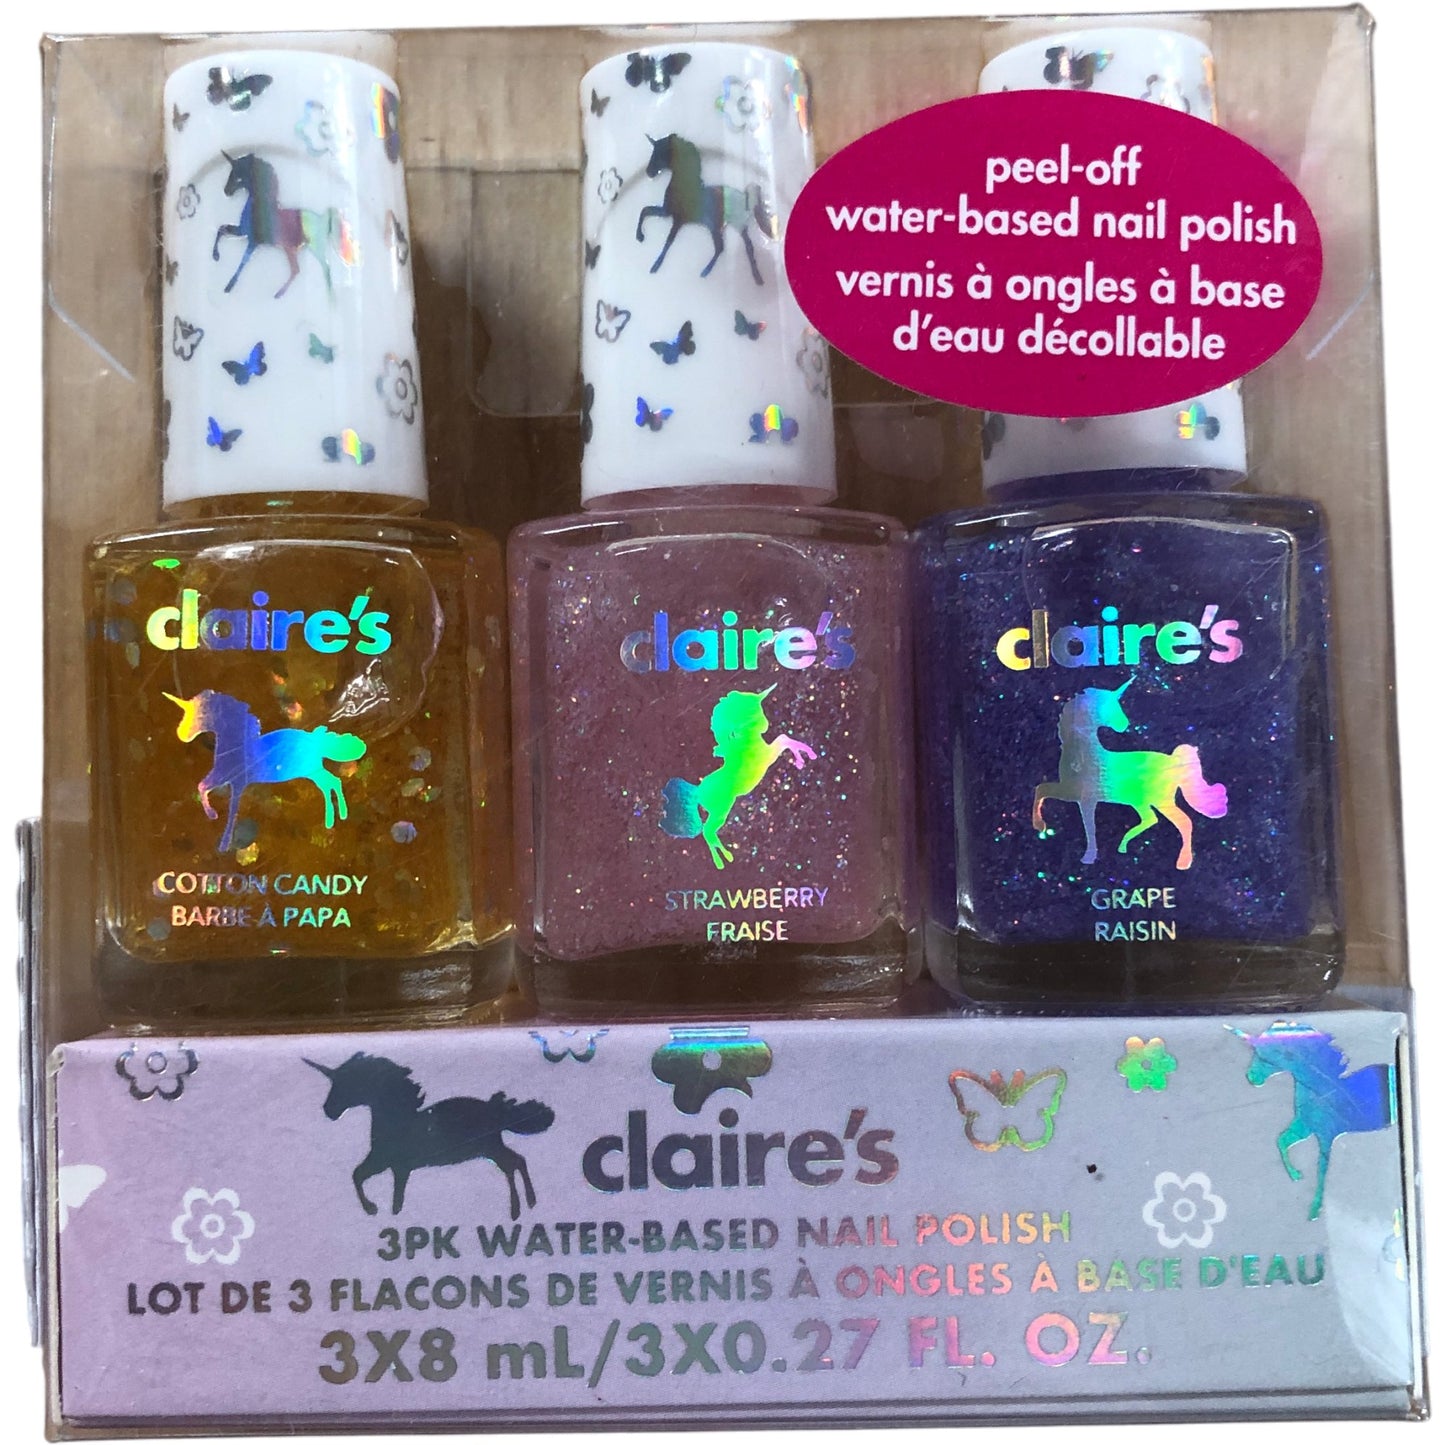 peel-off
water-based nail polish
vernis à ongles à base
d'eau décollable
claire's
COTTON CANDY
BARBE À PAPA
claire's
STRAWBERRY
FRAISE
claire's
GRAPE
RAISIN
claire's
3PK WATER-BASED NAIL POLISH
LOT DE 3 FLACONS DE VERNIS À ONGLES À BASE D'EAU
3X8 mL/3X0.27 FL. OZ.